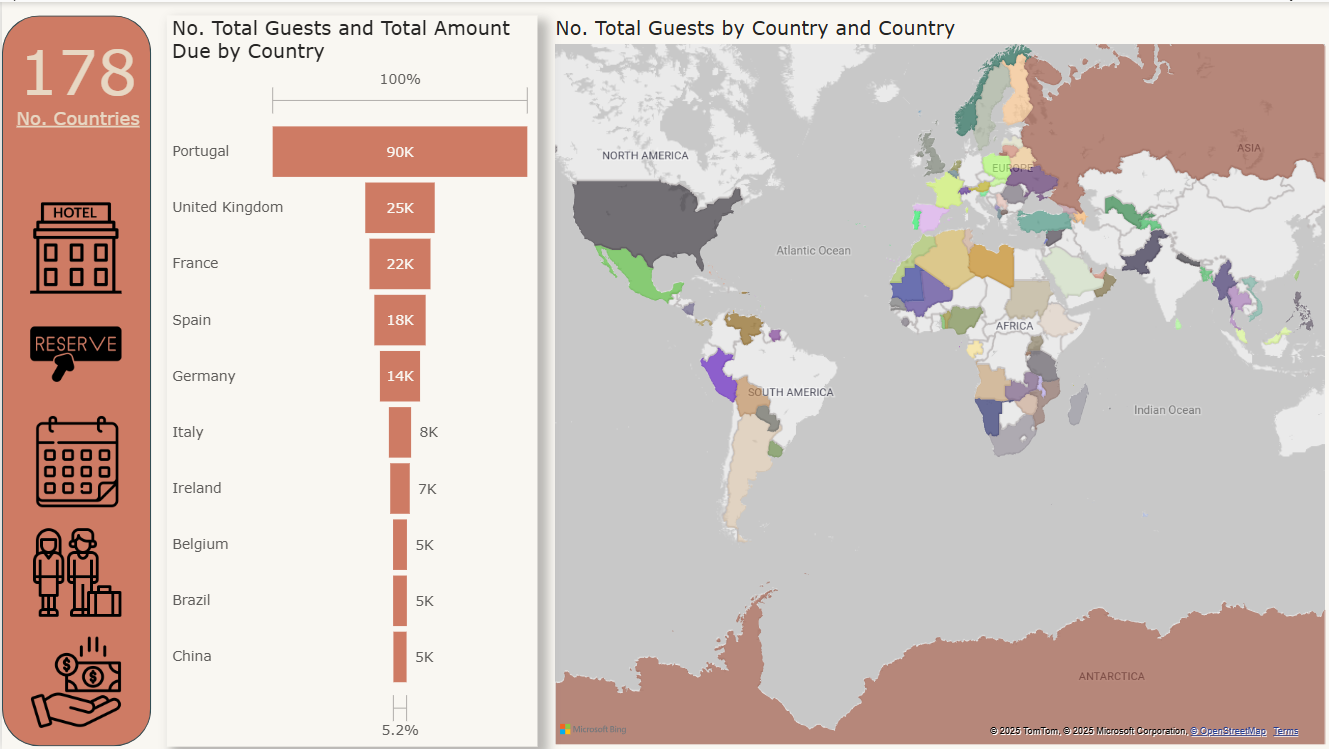 178
No. Countries
HOTEL
RESERVE
No. Total Guests and Total Amount
Due by Country
100%
Portugal 90K
United Kingdom 25K
France 22K
Spain 18K
Germany 14K
Italy 8K
Ireland 7K
Belgium 5K
Brazil 5K
China 5K
5.2%
No. Total Guests by Country and Country
NORTH AMERICA
EUROPE
ASIA
Atlantic Ocean
AFRICA
SOUTH AMERICA
Indian Ocean
ANTARCTICA
Microsoft Bing
© 2025 TomTom, © 2025 Microsoft Corporation, © OpenStreetMap Terms